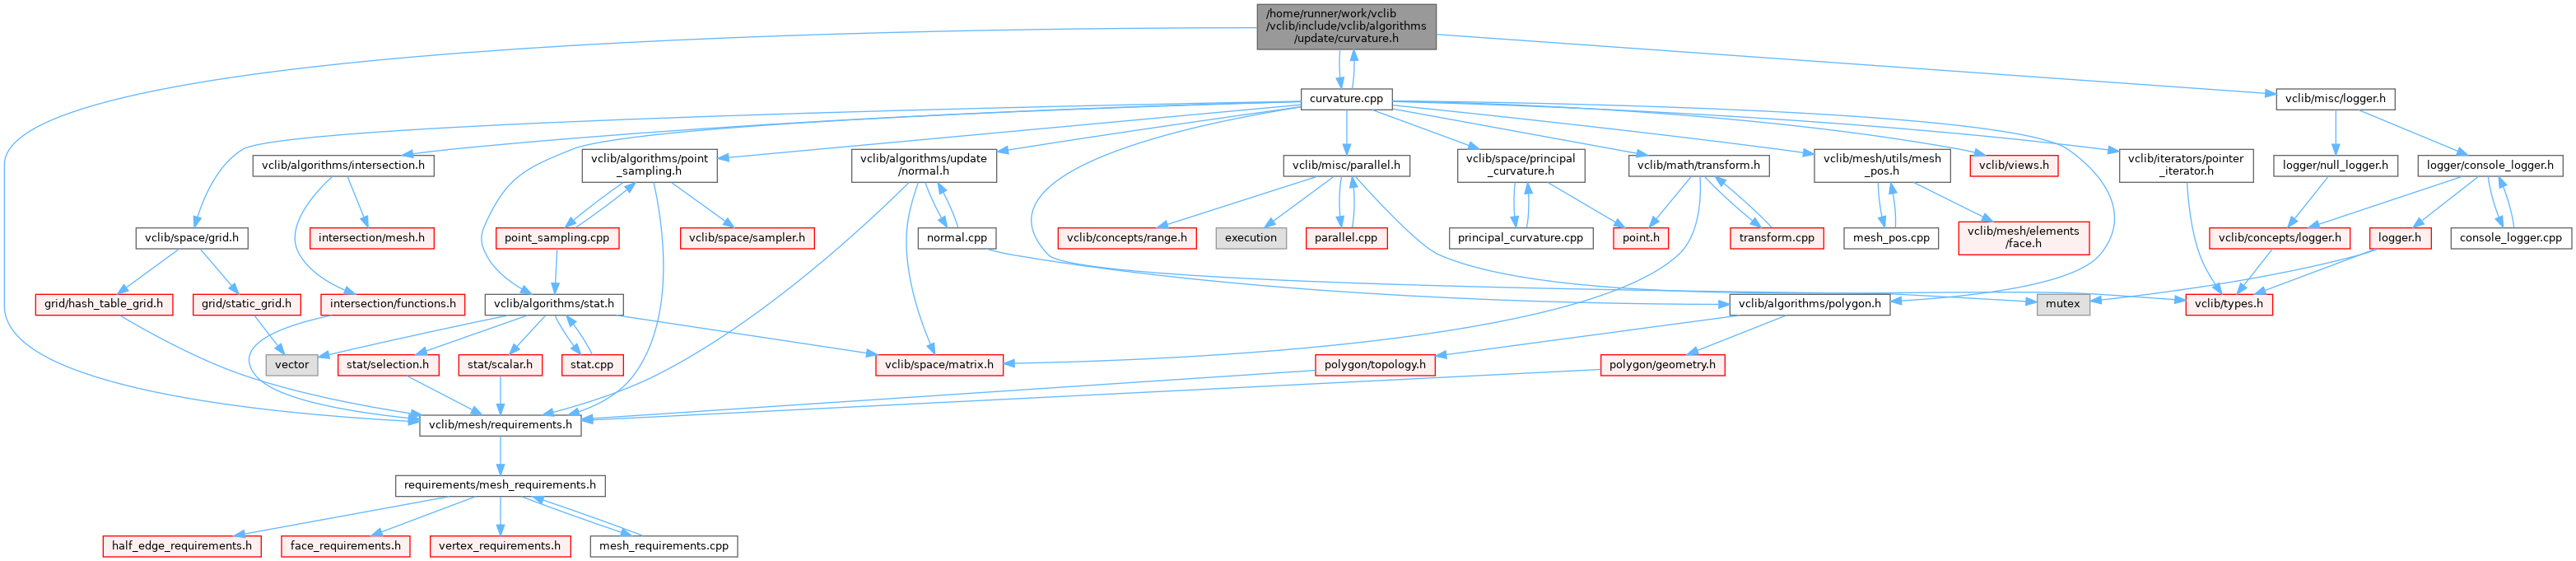 /home/runner/work/vclib
/vclib/include/vclib/algorithms
/update/curvature.h
curvature.cpp
vclib/misc/logger.h
vclib/algorithms/intersection.h
vclib/algorithms/point
_sampling.h
vclib/algorithms/update
/normal.h
vclib/misc/parallel.h
vclib/space/principal
_curvature.h
vclib/math/transform.h
vclib/mesh/utils/mesh
_pos.h
vclib/views.h
vclib/iterators/pointer
_iterator.h
logger/null_logger.h
logger/console_logger.h
vclib/space/grid.h
intersection/mesh.h
point_sampling.cpp
vclib/space/sampler.h
normal.cpp
vclib/concepts/range.h
execution
parallel.cpp
principal_curvature.cpp
point.h
transform.cpp
mesh_pos.cpp
vclib/mesh/elements
/face.h
vclib/concepts/logger.h
logger.h
console_logger.cpp
grid/hash_table_grid.h
grid/static_grid.h
intersection/functions.h
vclib/algorithms/stat.h
vclib/algorithms/polygon.h
mutex
vclib/types.h
vector
stat/selection.h
stat/scalar.h
stat.cpp
vclib/space/matrix.h
polygon/topology.h
polygon/geometry.h
vclib/mesh/requirements.h
requirements/mesh_requirements.h
half_edge_requirements.h
face_requirements.h
vertex_requirements.h
mesh_requirements.cpp